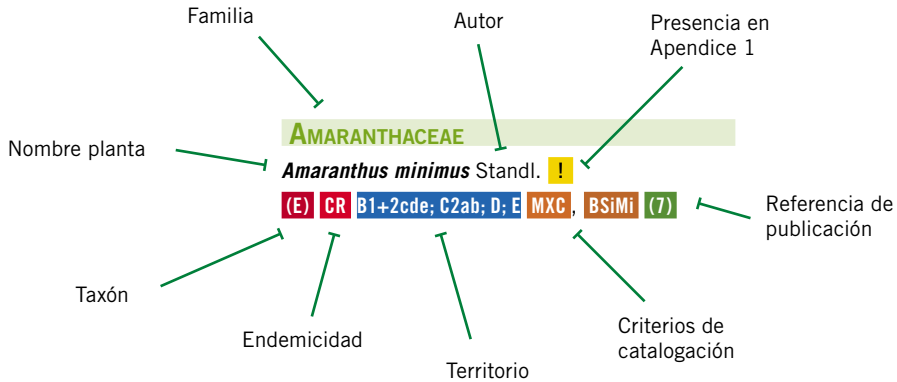 Familia
Autor
Presencia en
Apendice 1
AMARANTHACEAE
Nombre planta
Amaranthus minimus Standl. !
(E) CR B1+2cde; C2ab; D; E MXC, BSiMi (7)
Referencia de
publicación
Taxón
Endemicidad
Territorio
Criterios de
catalogación